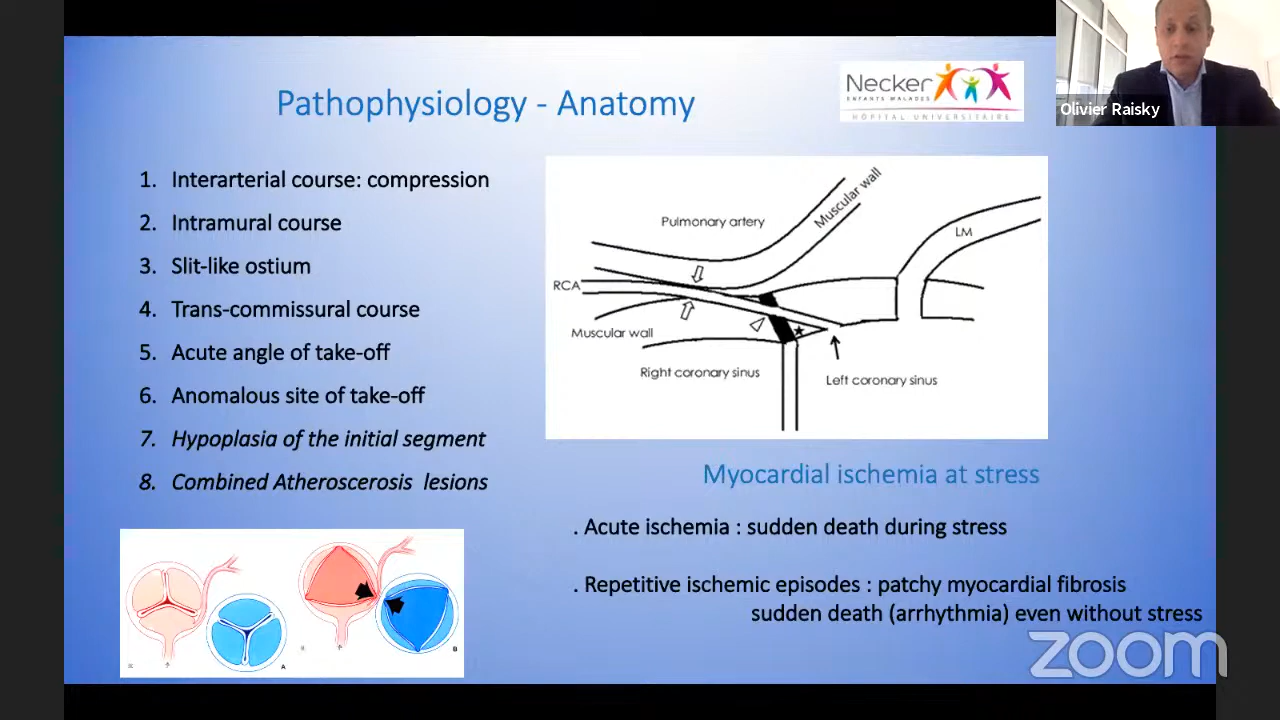 Pathophysiology - Anatomy
Necker
ENFANTS MALADES
HÔPITAL UNIVERSITAIRE
Olivier Raisky
1. Interarterial course: compression
2. Intramural course
3. Slit-like ostium
4. Trans-commissural course
5. Acute angle of take-off
6. Anomalous site of take-off
7. Hypoplasia of the initial segment
8. Combined Atheroscerosis lesions
Pulmonary artery
Muscular wall
LM
RCA
Muscular wall
Right coronary sinus
Left coronary sinus
Myocardial ischemia at stress
. Acute ischemia : sudden death during stress
. Repetitive ischemic episodes : patchy myocardial fibrosis
sudden death (arrhythmia) even without stress
A
B
zoom